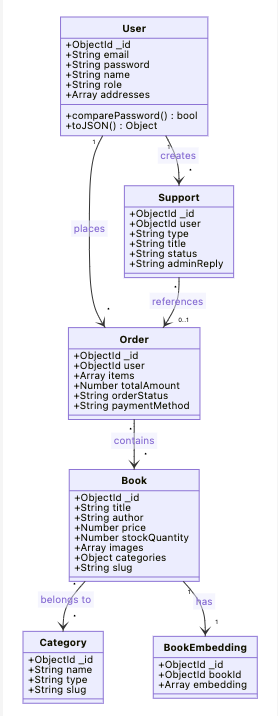 User
+ObjectId _id
+String email
+String password
+String name
+String role
+Array addresses
+comparePassword() : bool
+toJSON() : Object
1
1
creates
*
places
Support
+ObjectId _id
+ObjectId user
+String type
+String title
+String status
+String adminReply
*
references
*
0..1
Order
+ObjectId _id
+ObjectId user
+Array items
+Number totalAmount
+String orderStatus
+String paymentMethod
*
contains
*
Book
+ObjectId _id
+String title
+String author
+Number price
+Number stockQuantity
+Array images
+Object categories
+String slug
*
1
belongs to
has
*
1
Category
+ObjectId _id
+String name
+String type
+String slug
BookEmbedding
+ObjectId _id
+ObjectId bookId
+Array embedding